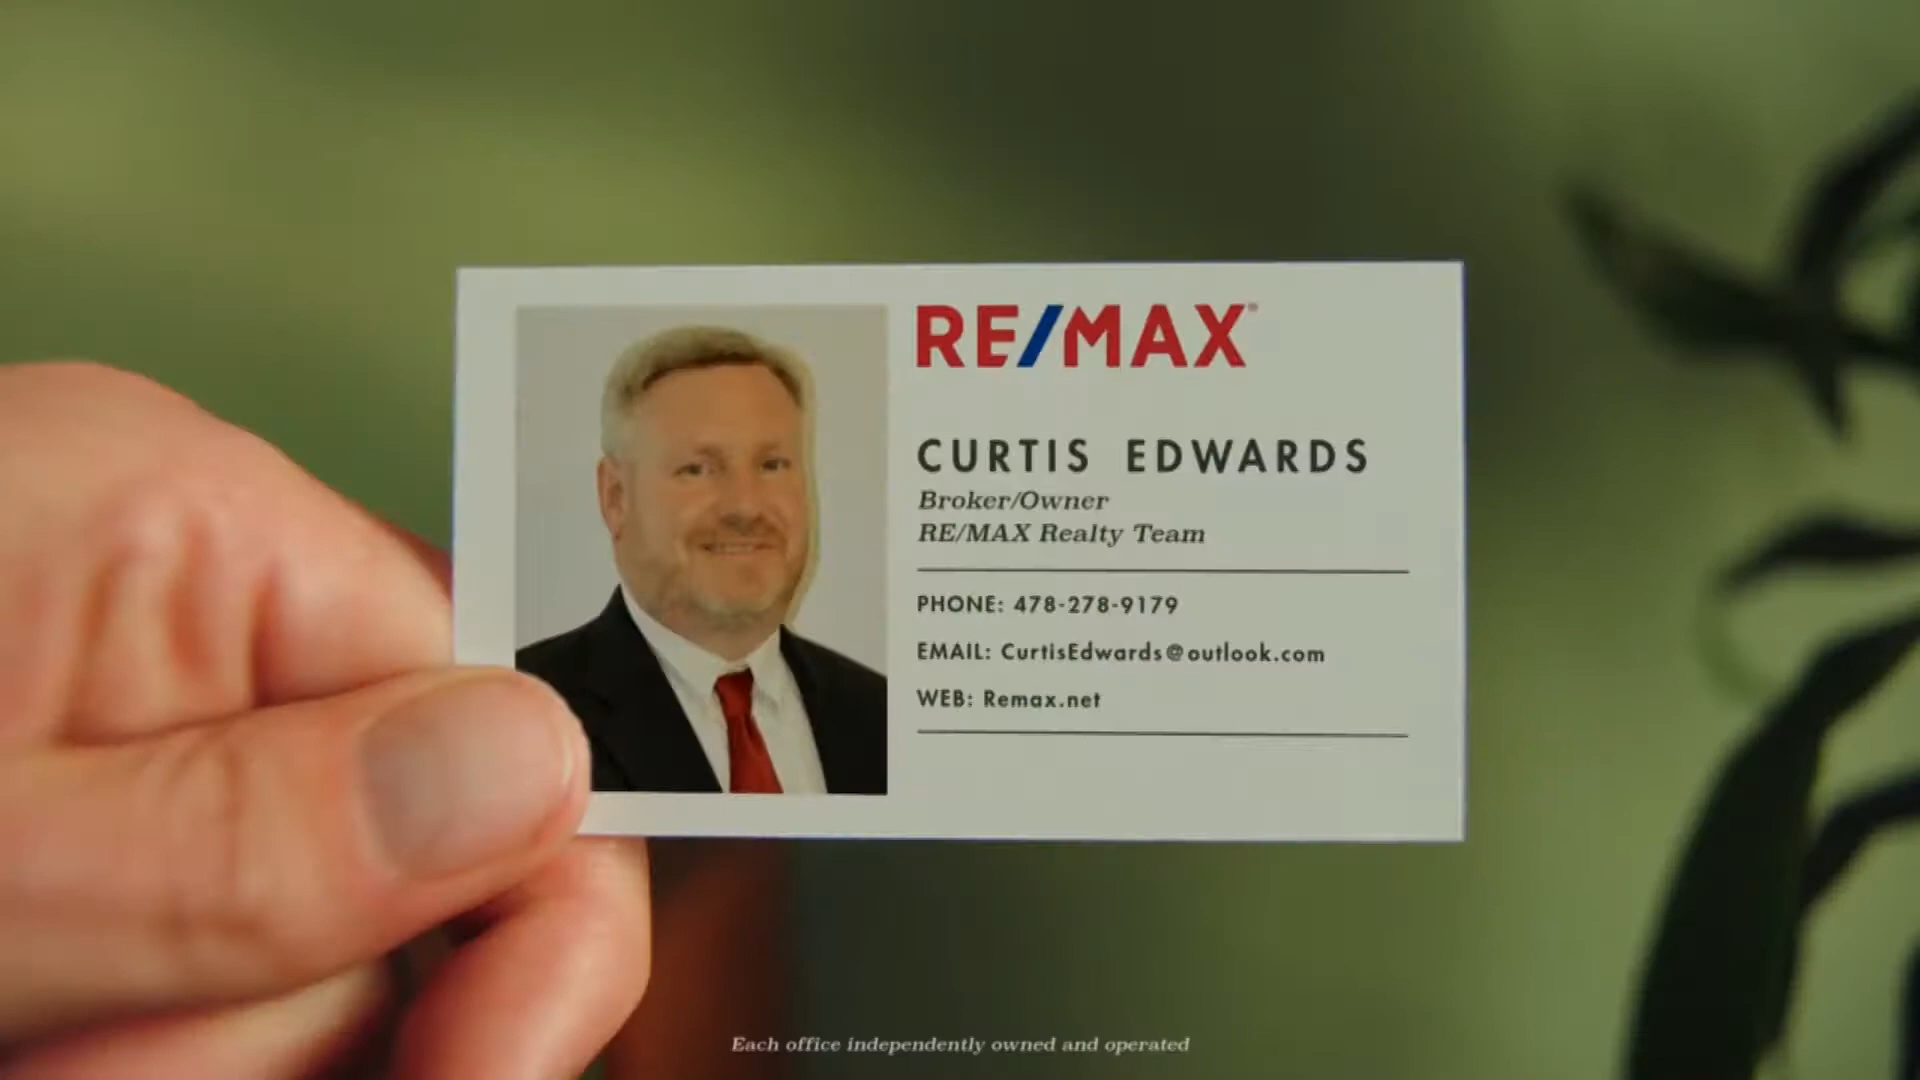 RE/MAX®
CURTIS EDWARDS
Broker/Owner
RE/MAX Realty Team
PHONE: 478-278-9179
EMAIL: CurtisEdwards@outlook.com
WEB: Remax.net
Each office independently owned and operated